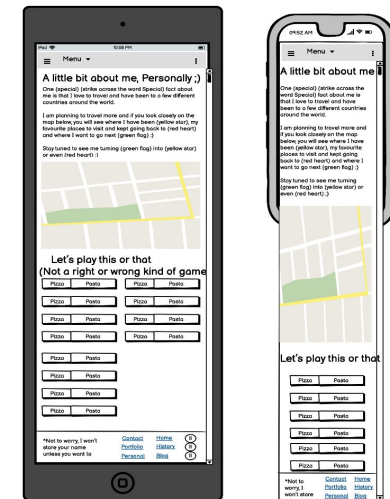 iPad
10:08 PM
Menu
A little bit about me, Personally ;)
One (special) (strike across the
word Special) fact about
me is that I love to travel and
have been to a few different
countries around the world.
I am planning to travel more and
if you look closely on the map
below, you will see where I have
been (yellow star), my favourite
places to visit and kept going
back to (red heart) and where I
want to go next (green flag) :)
Stay tuned to see me turning
(green flag) into (yellow star)
or even (red heart) :)
Let's play this or that
(Not a right or wrong kind of game
Pizza Pasta Pizza Pasta
Pizza Pasta Pizza Pasta
Pizza Pasta Pizza Pasta
Pizza Pasta Pizza Pasta
Pizza Pasta
Pizza Pasta
Pizza Pasta
Pizza Pasta
*Not to worry, I won't
store your name
unless you want to
Contact Home
Portfolio History
Personal Blog
09:52 AM
Menu
A little bit about me
One (special) (strike across the
word Special) fact about me is
that I love to travel and have
been to a few different countries
around the world.
I am planning to travel more and
if you look closely on the map
below, you will see where I have
been (yellow star), my favourite
places to visit and kept going
back to (red heart) and where I
want to go next (green flag) :)
Stay tuned to see me turning
(green flag) into (yellow star) or
even (red heart) ;)
Let's play this or that
Pizza Pasta
Pizza Pasta
Pizza Pasta
Pizza Pasta
Pizza Pasta
Pizza Pasta
*Not to
worry, I
won't store
Contact Home
Portfolio History
Personal Blog